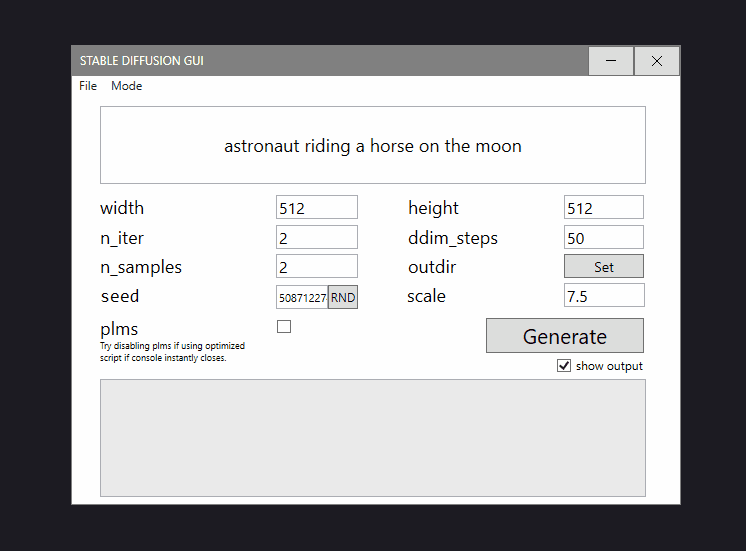 STABLE DIFFUSION GUI
File Mode
astronaut riding a horse on the moon
width 512 height 512
n_iter 2 ddim_steps 50
n_samples 2 outdir Set
seed 50871227 RND scale 7.5
plms
Try disabling plms if using optimized
script if console instantly closes.
Generate
show output